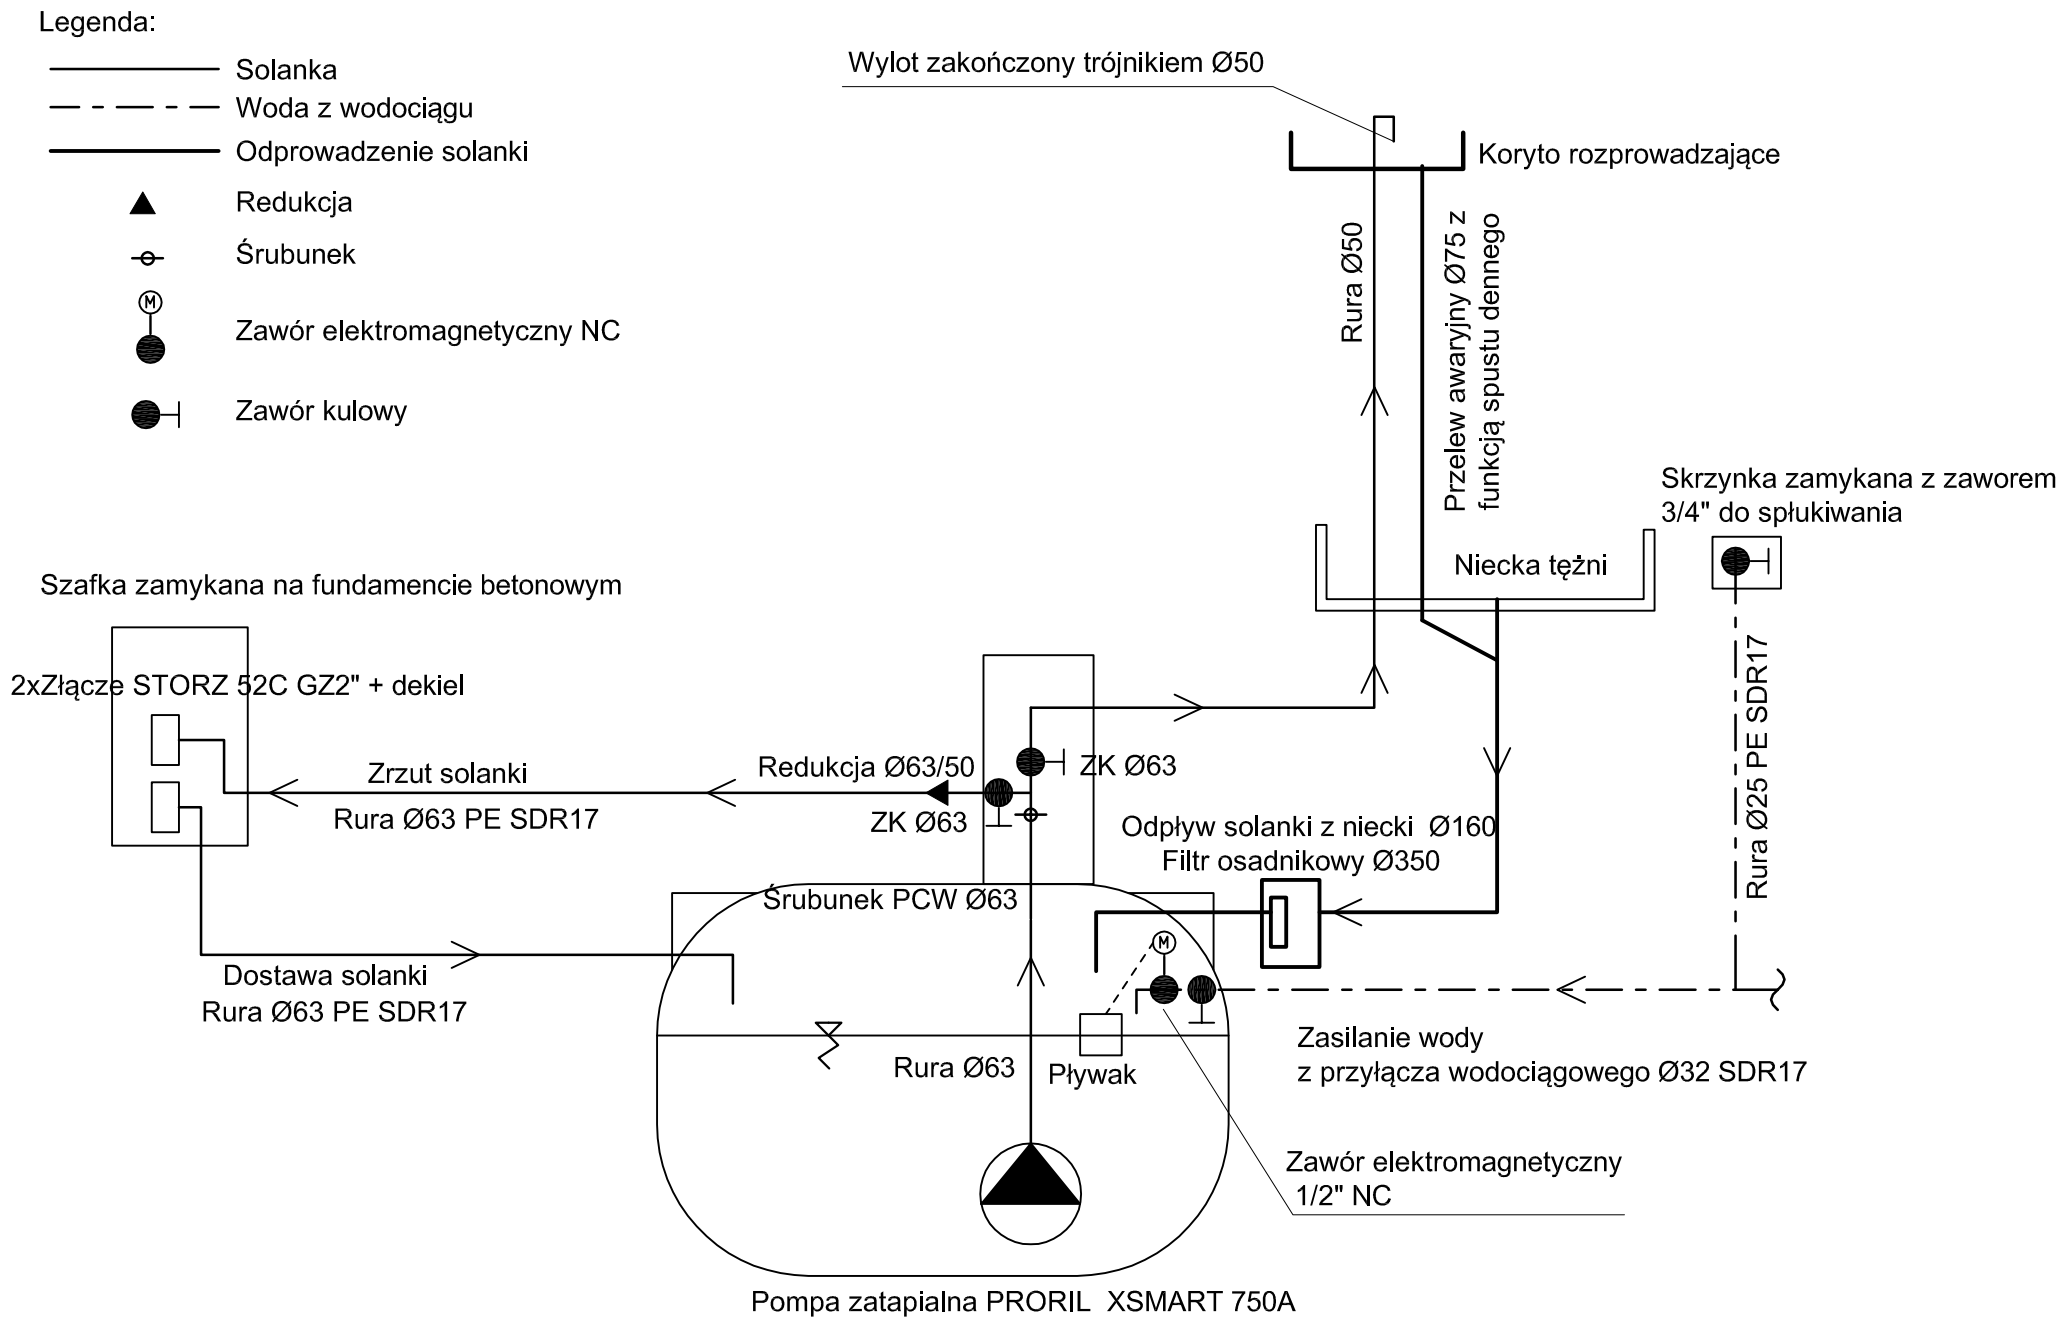 Legenda:
Solanka
Woda z wodociągu
Odprowadzenie solanki
Redukcja
Śrubunek
M
Zawór elektromagnetyczny NC
Zawór kulowy
Wylot zakończony trójnikiem Ø50
Koryto rozprowadzające
Rura Ø50
Przelew awaryjny Ø75 z
funkcją spustu dennego
Skrzynka zamykana z zaworem
3/4" do spłukiwania
Niecka tężni
Rura Ø25 PE SDR17
Szafka zamykana na fundamencie betonowym
2xZłącze STORZ 52C GZ2" + dekiel
Zrzut solanki
Rura Ø63 PE SDR17
Redukcja Ø63/50
ZK Ø63
ZK Ø63
Odpływ solanki z niecki Ø160
Filtr osadnikowy Ø350
Śrubunek PCW Ø63
M
Dostawa solanki
Rura Ø63 PE SDR17
Rura Ø63
Pływak
Zasilanie wody
z przyłącza wodociągowego Ø32 SDR17
Zawór elektromagnetyczny
1/2" NC
Pompa zatapialna PRORIL XSMART 750A